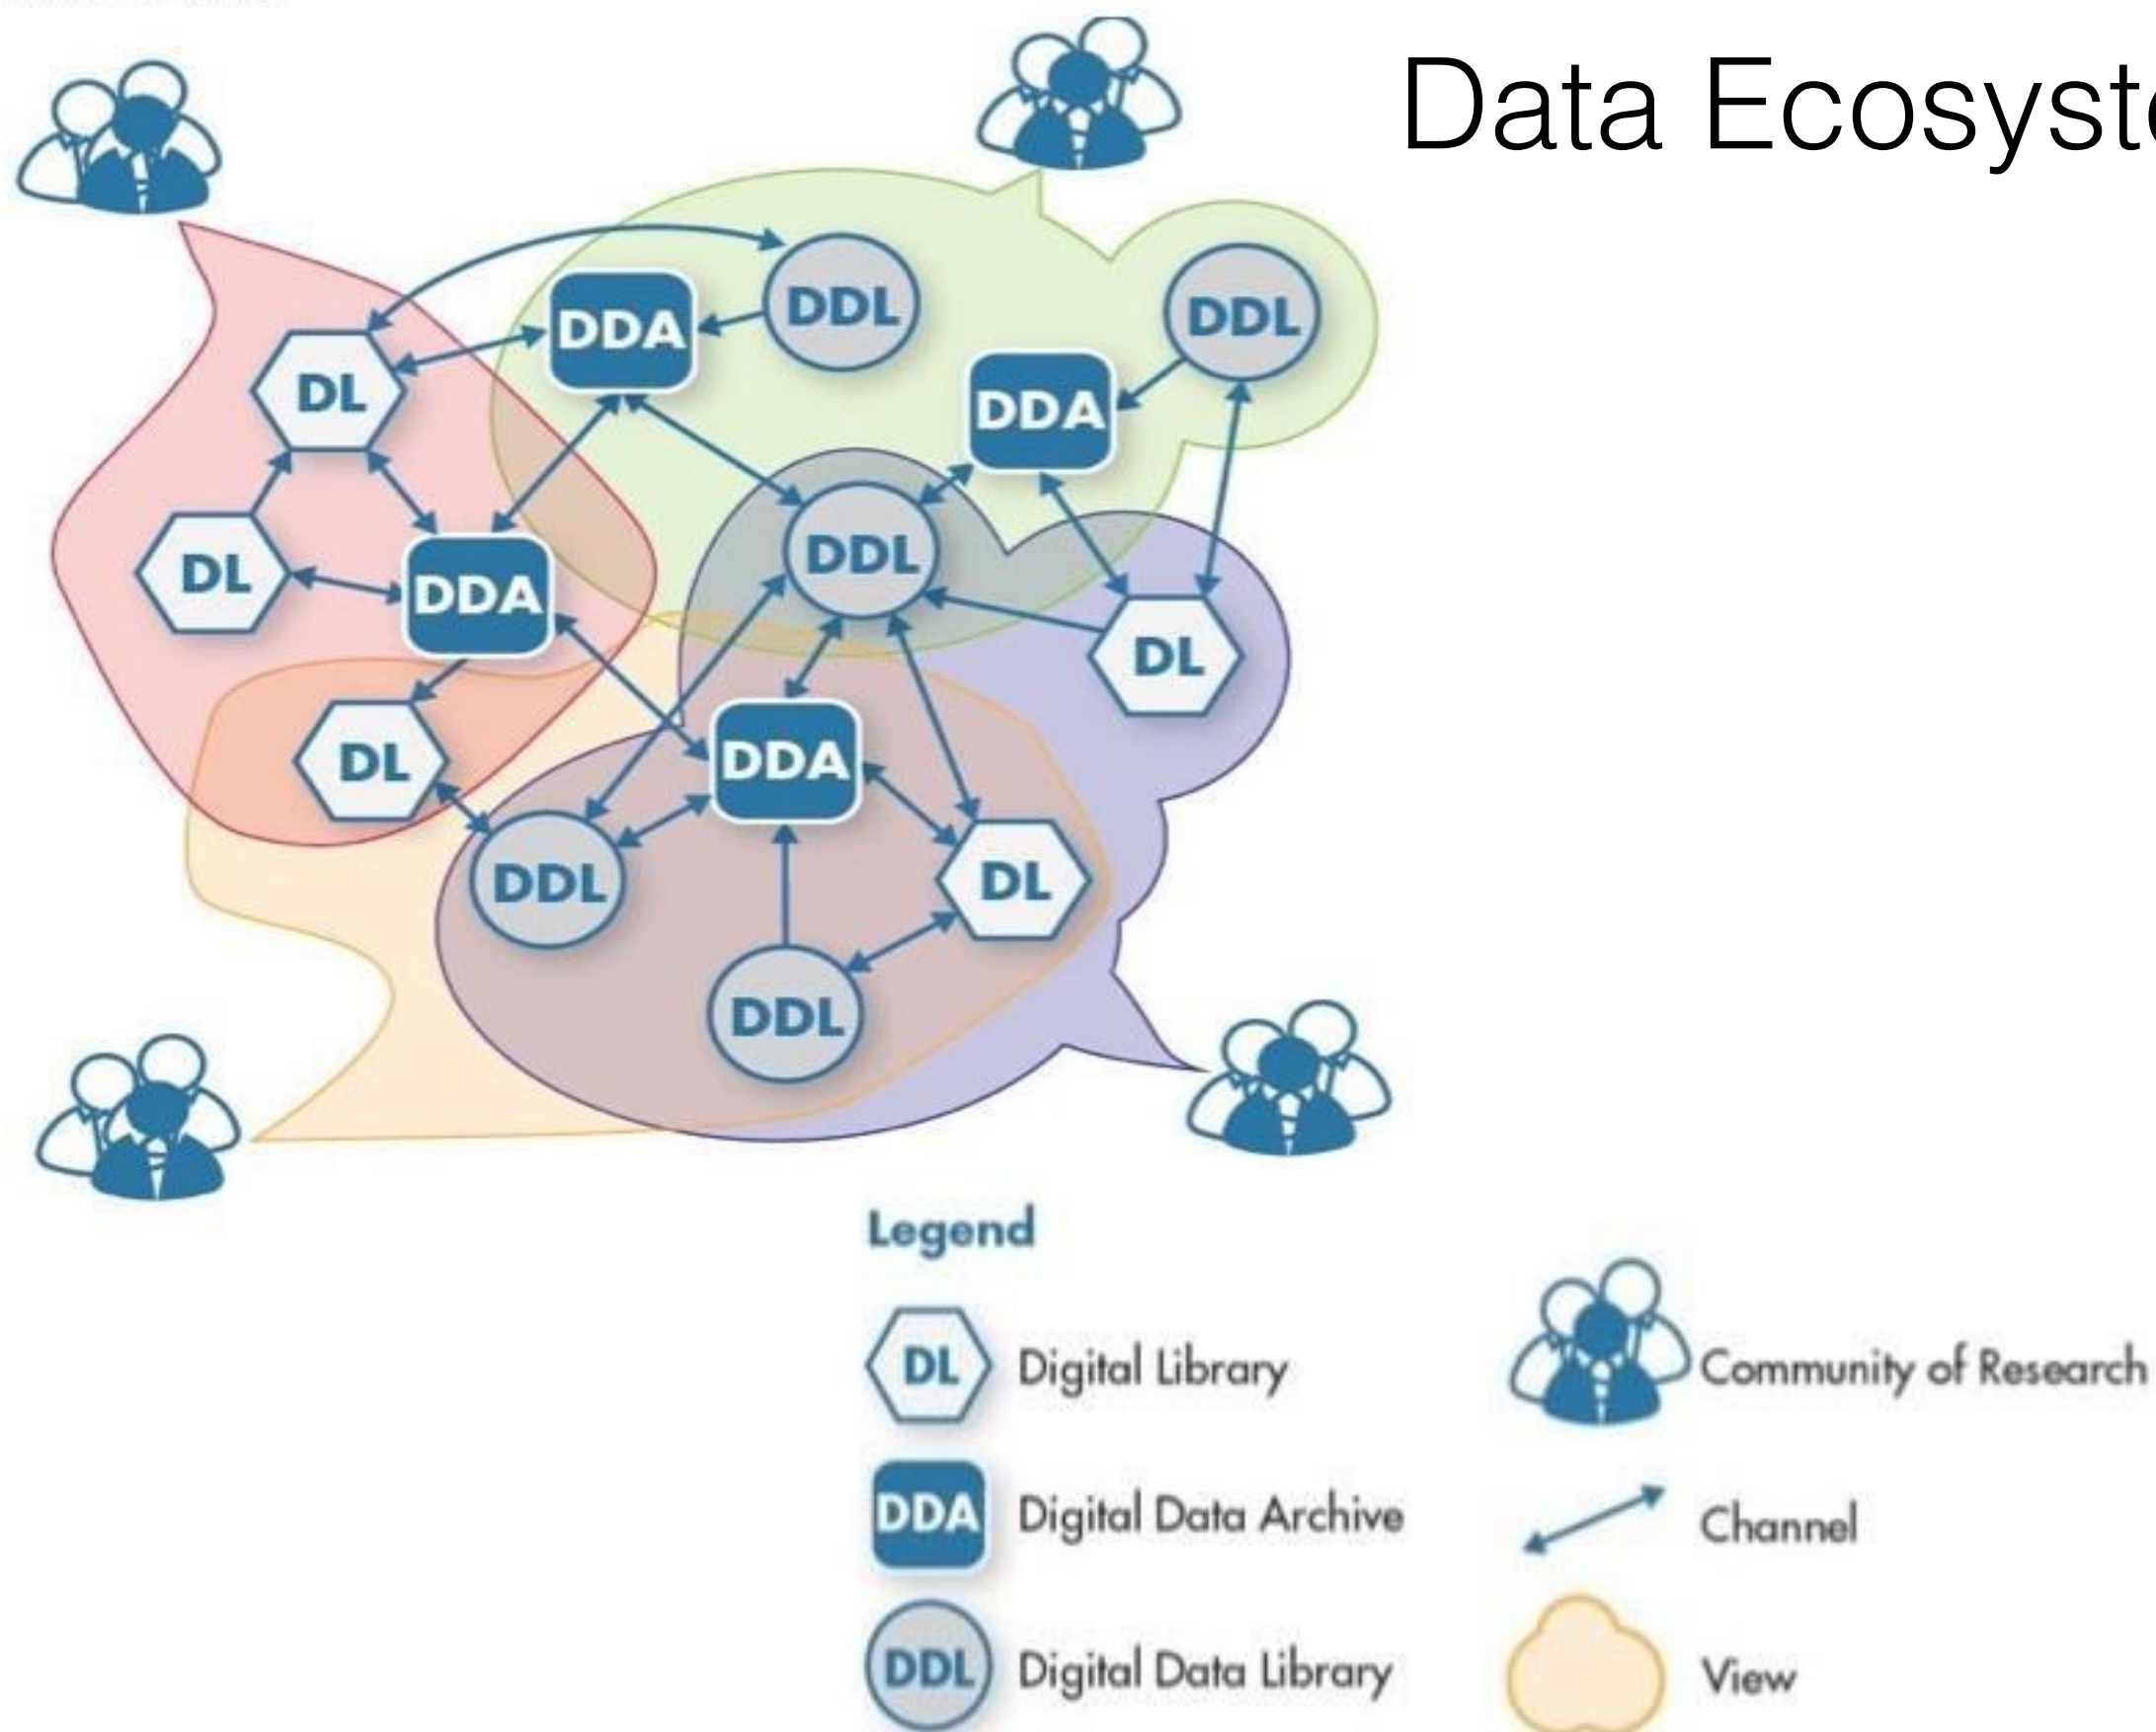 Data Ecosyst
DDL
DDA
DDL
DL
DDA
DDL
DL
DDA
DL
DL
DDA
DDL
DL
DDL
Legend
DL Digital Library
Community of Research
DDA Digital Data Archive
Channel
DDL Digital Data Library
View